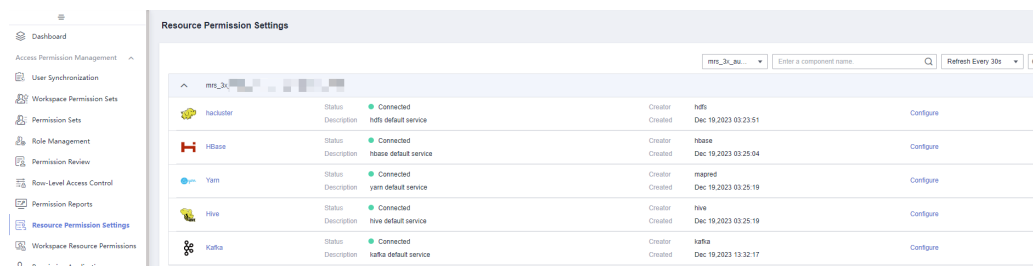 Dashboard
Access Permission Management
User Synchronization
Workspace Permission Sets
Permission Sets
Role Management
Permission Review
Row-Level Access Control
Permission Reports
Resource Permission Settings
Workspace Resource Permissions
Resource Permission Settings
mrs_3x_au... Enter a component name. Refresh Every 30s
mrs_3x
hacluster Status Connected Creator hdfs Configure
Description hdfs default service Created Dec 19,2023 03:23:51
HBase Status Connected Creator hbase Configure
Description hbase default service Created Dec 19,2023 03:25:04
Yarn Status Connected Creator mapred Configure
Description yarn default service Created Dec 19,2023 03:25:19
Hive Status Connected Creator hive Configure
Description hive default service Created Dec 19,2023 03:25:19
Kafka Status Connected Creator kafka Configure
Description kafka default service Created Dec 19,2023 13:32:17